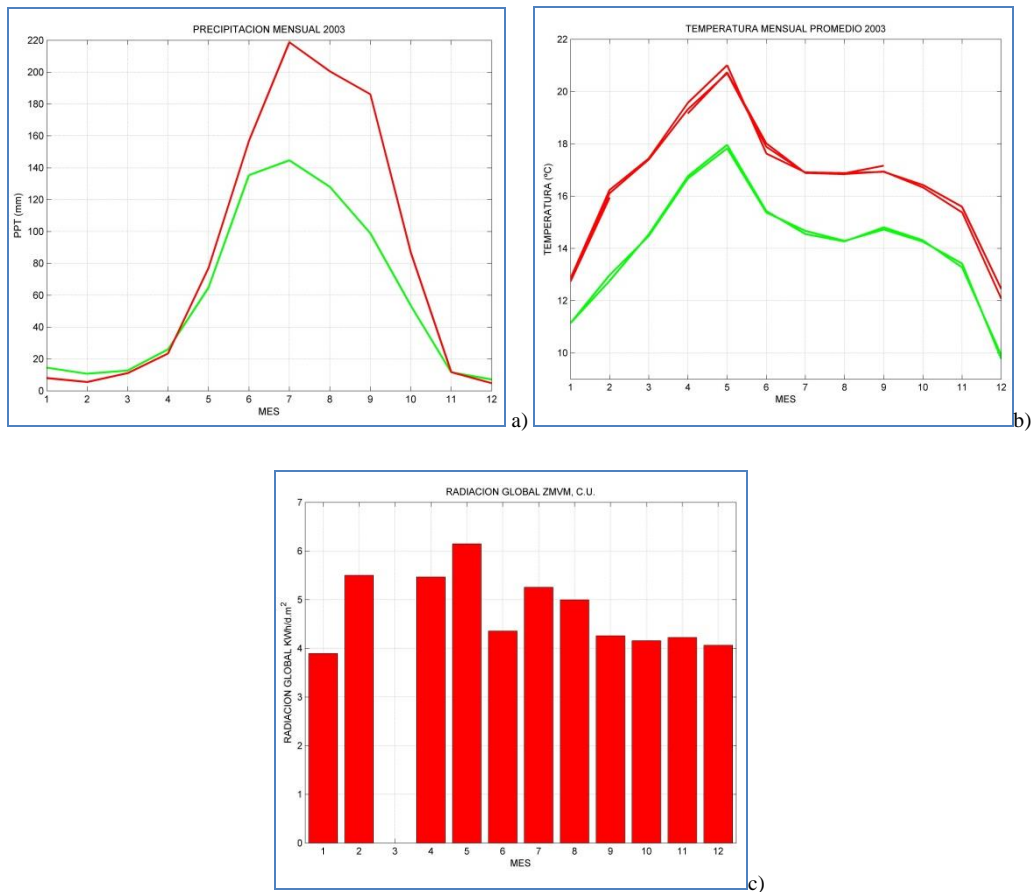 PRECIPITACION MENSUAL 2003
220
200
180
160
140
120
100
80
60
40
20
0
PPT (mm)
1 2 3 4 5 6 7 8 9 10 11 12
MES
a)
TEMPERATURA MENSUAL PROMEDIO 2003
22
20
18
16
14
12
10
TEMPERATURA (ºC)
1 2 3 4 5 6 7 8 9 10 11 12
MES
b)
RADIACION GLOBAL ZMVM, C.U.
7
6
5
4
3
2
1
0
RADIACION GLOBAL KWh/d.m²
1 2 3 4 5 6 7 8 9 10 11 12
MES
c)